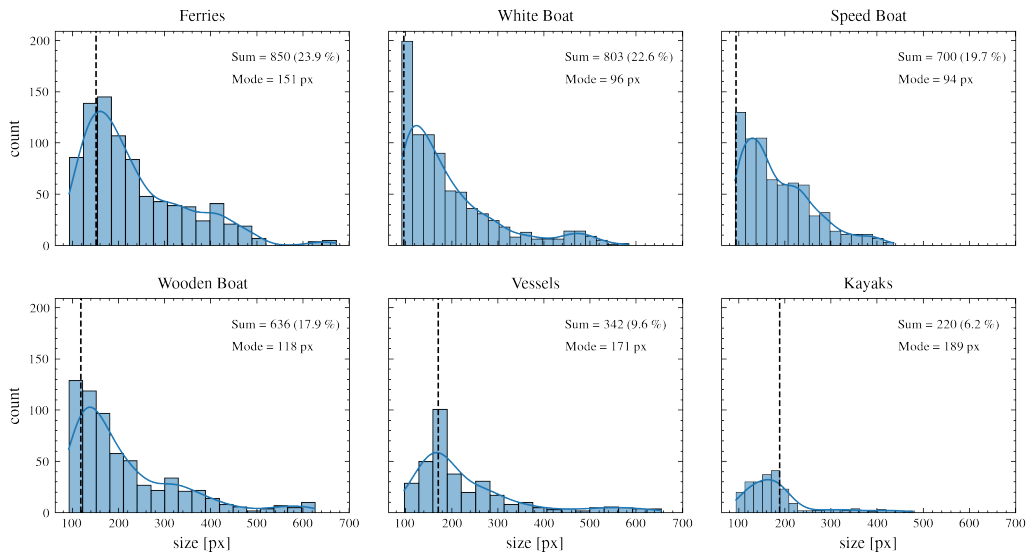 Ferries
White Boat
Speed Boat
count
200
150
100
50
0
Sum = 850 (23.9 %)
Mode = 151 px
Sum = 803 (22.6 %)
Mode = 96 px
Sum = 700 (19.7 %)
Mode = 94 px
Wooden Boat
Vessels
Kayaks
count
200
150
100
50
0
Sum = 636 (17.9 %)
Mode = 118 px
Sum = 342 (9.6 %)
Mode = 171 px
Sum = 220 (6.2 %)
Mode = 189 px
100 200 300 400 500 600 700
100 200 300 400 500 600 700
100 200 300 400 500 600 700
size [px]
size [px]
size [px]